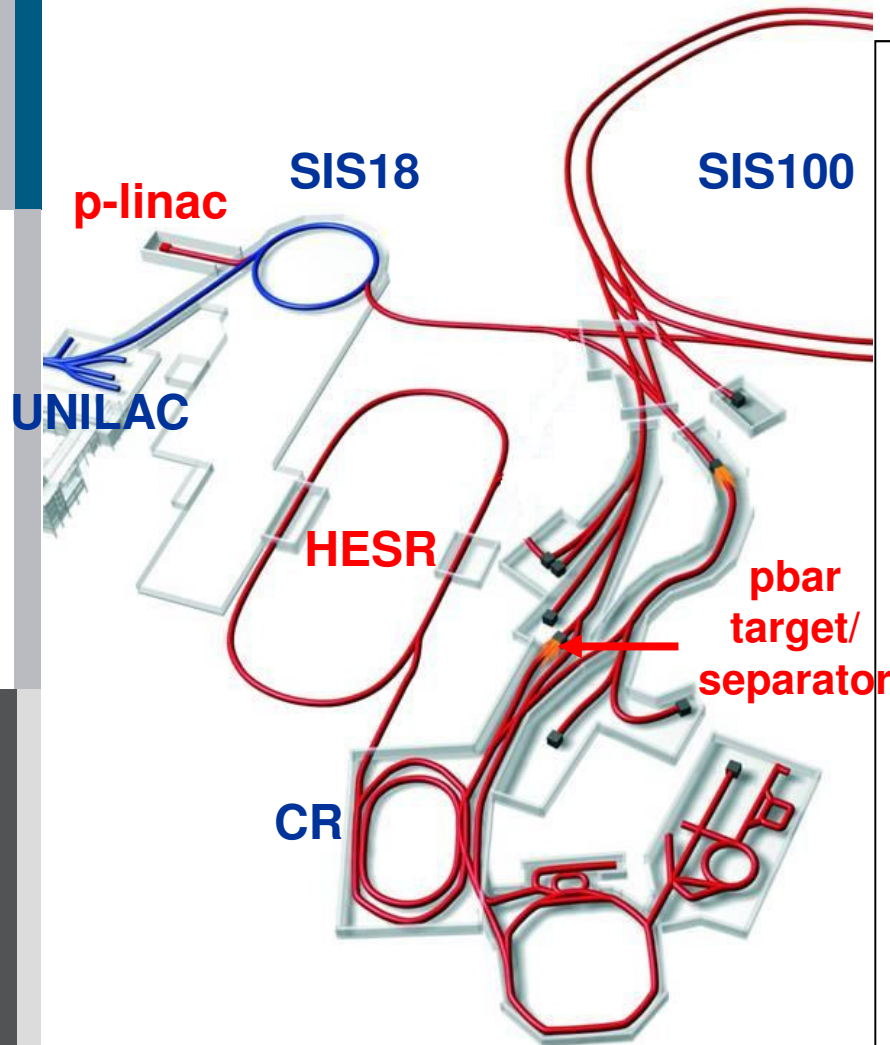 SIS18
SIS100
p-linac
UNILAC
HESR
pbar
target/
separator
CR